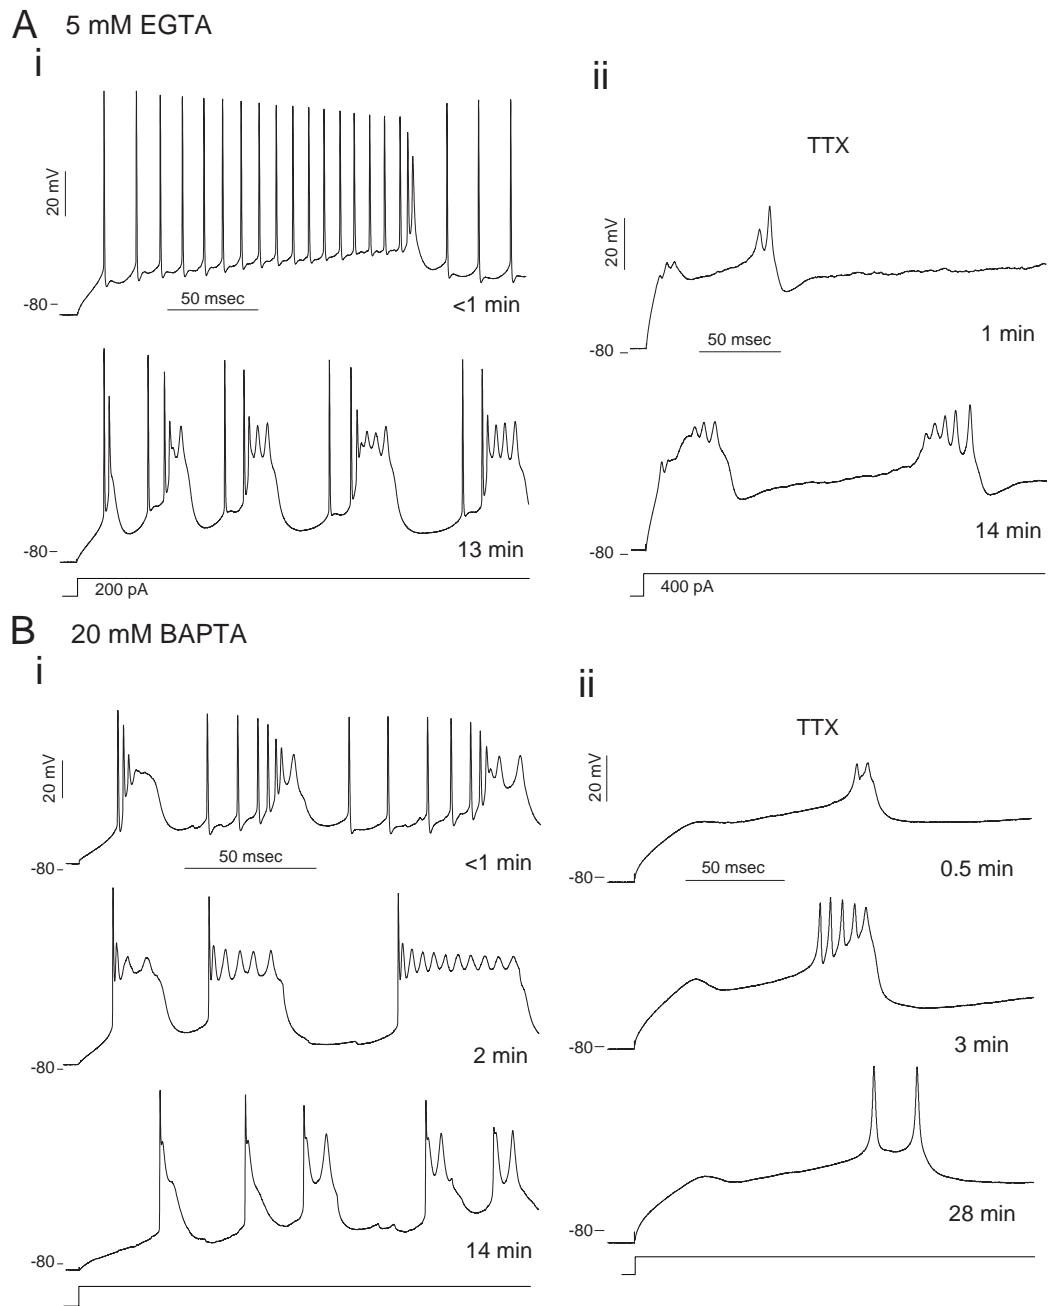 A 5 mM EGTA
i
ii
TTX
20 mV
-80
50 msec
<1 min
20 mV
-80
50 msec
1 min
-80
13 min
-80
14 min
200 pA
400 pA
B 20 mM BAPTA
i
ii
TTX
20 mV
-80
50 msec
<1 min
20 mV
-80
50 msec
0.5 min
-80
2 min
-80
3 min
-80
14 min
-80
28 min